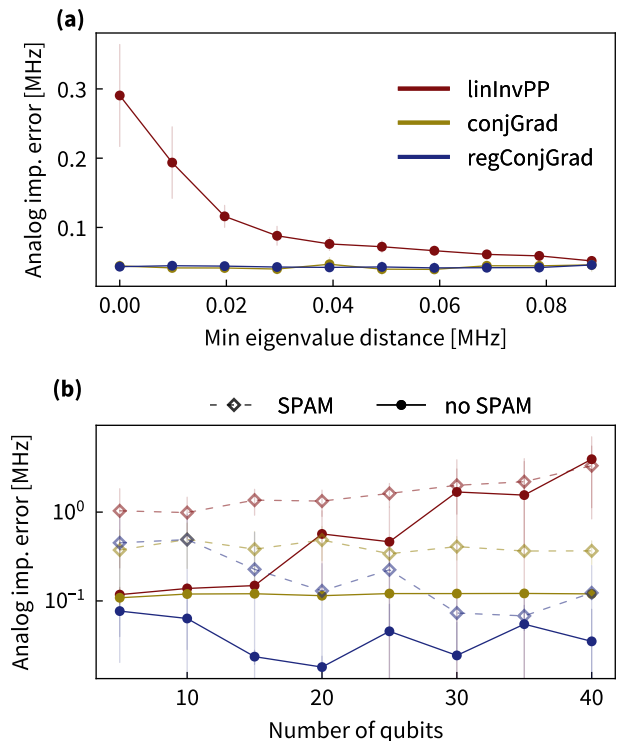 (a)
Analog imp. error [MHz]
0.3
0.2
0.1
linInvPP
conjGrad
regConjGrad
0.00 0.02 0.04 0.06 0.08
Min eigenvalue distance [MHz]
(b)
SPAM no SPAM
Analog imp. error [MHz]
10⁰
10⁻¹
10 20 30 40
Number of qubits